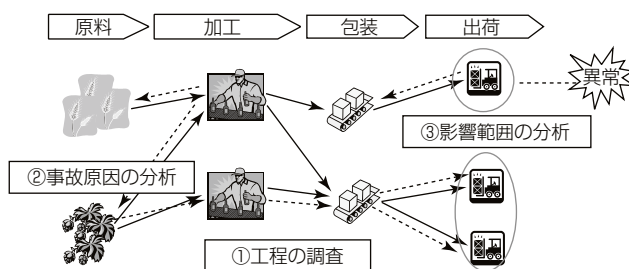 原料
加工
包装
出荷
異常
③影響範囲の分析
②事故原因の分析
①工程の調査